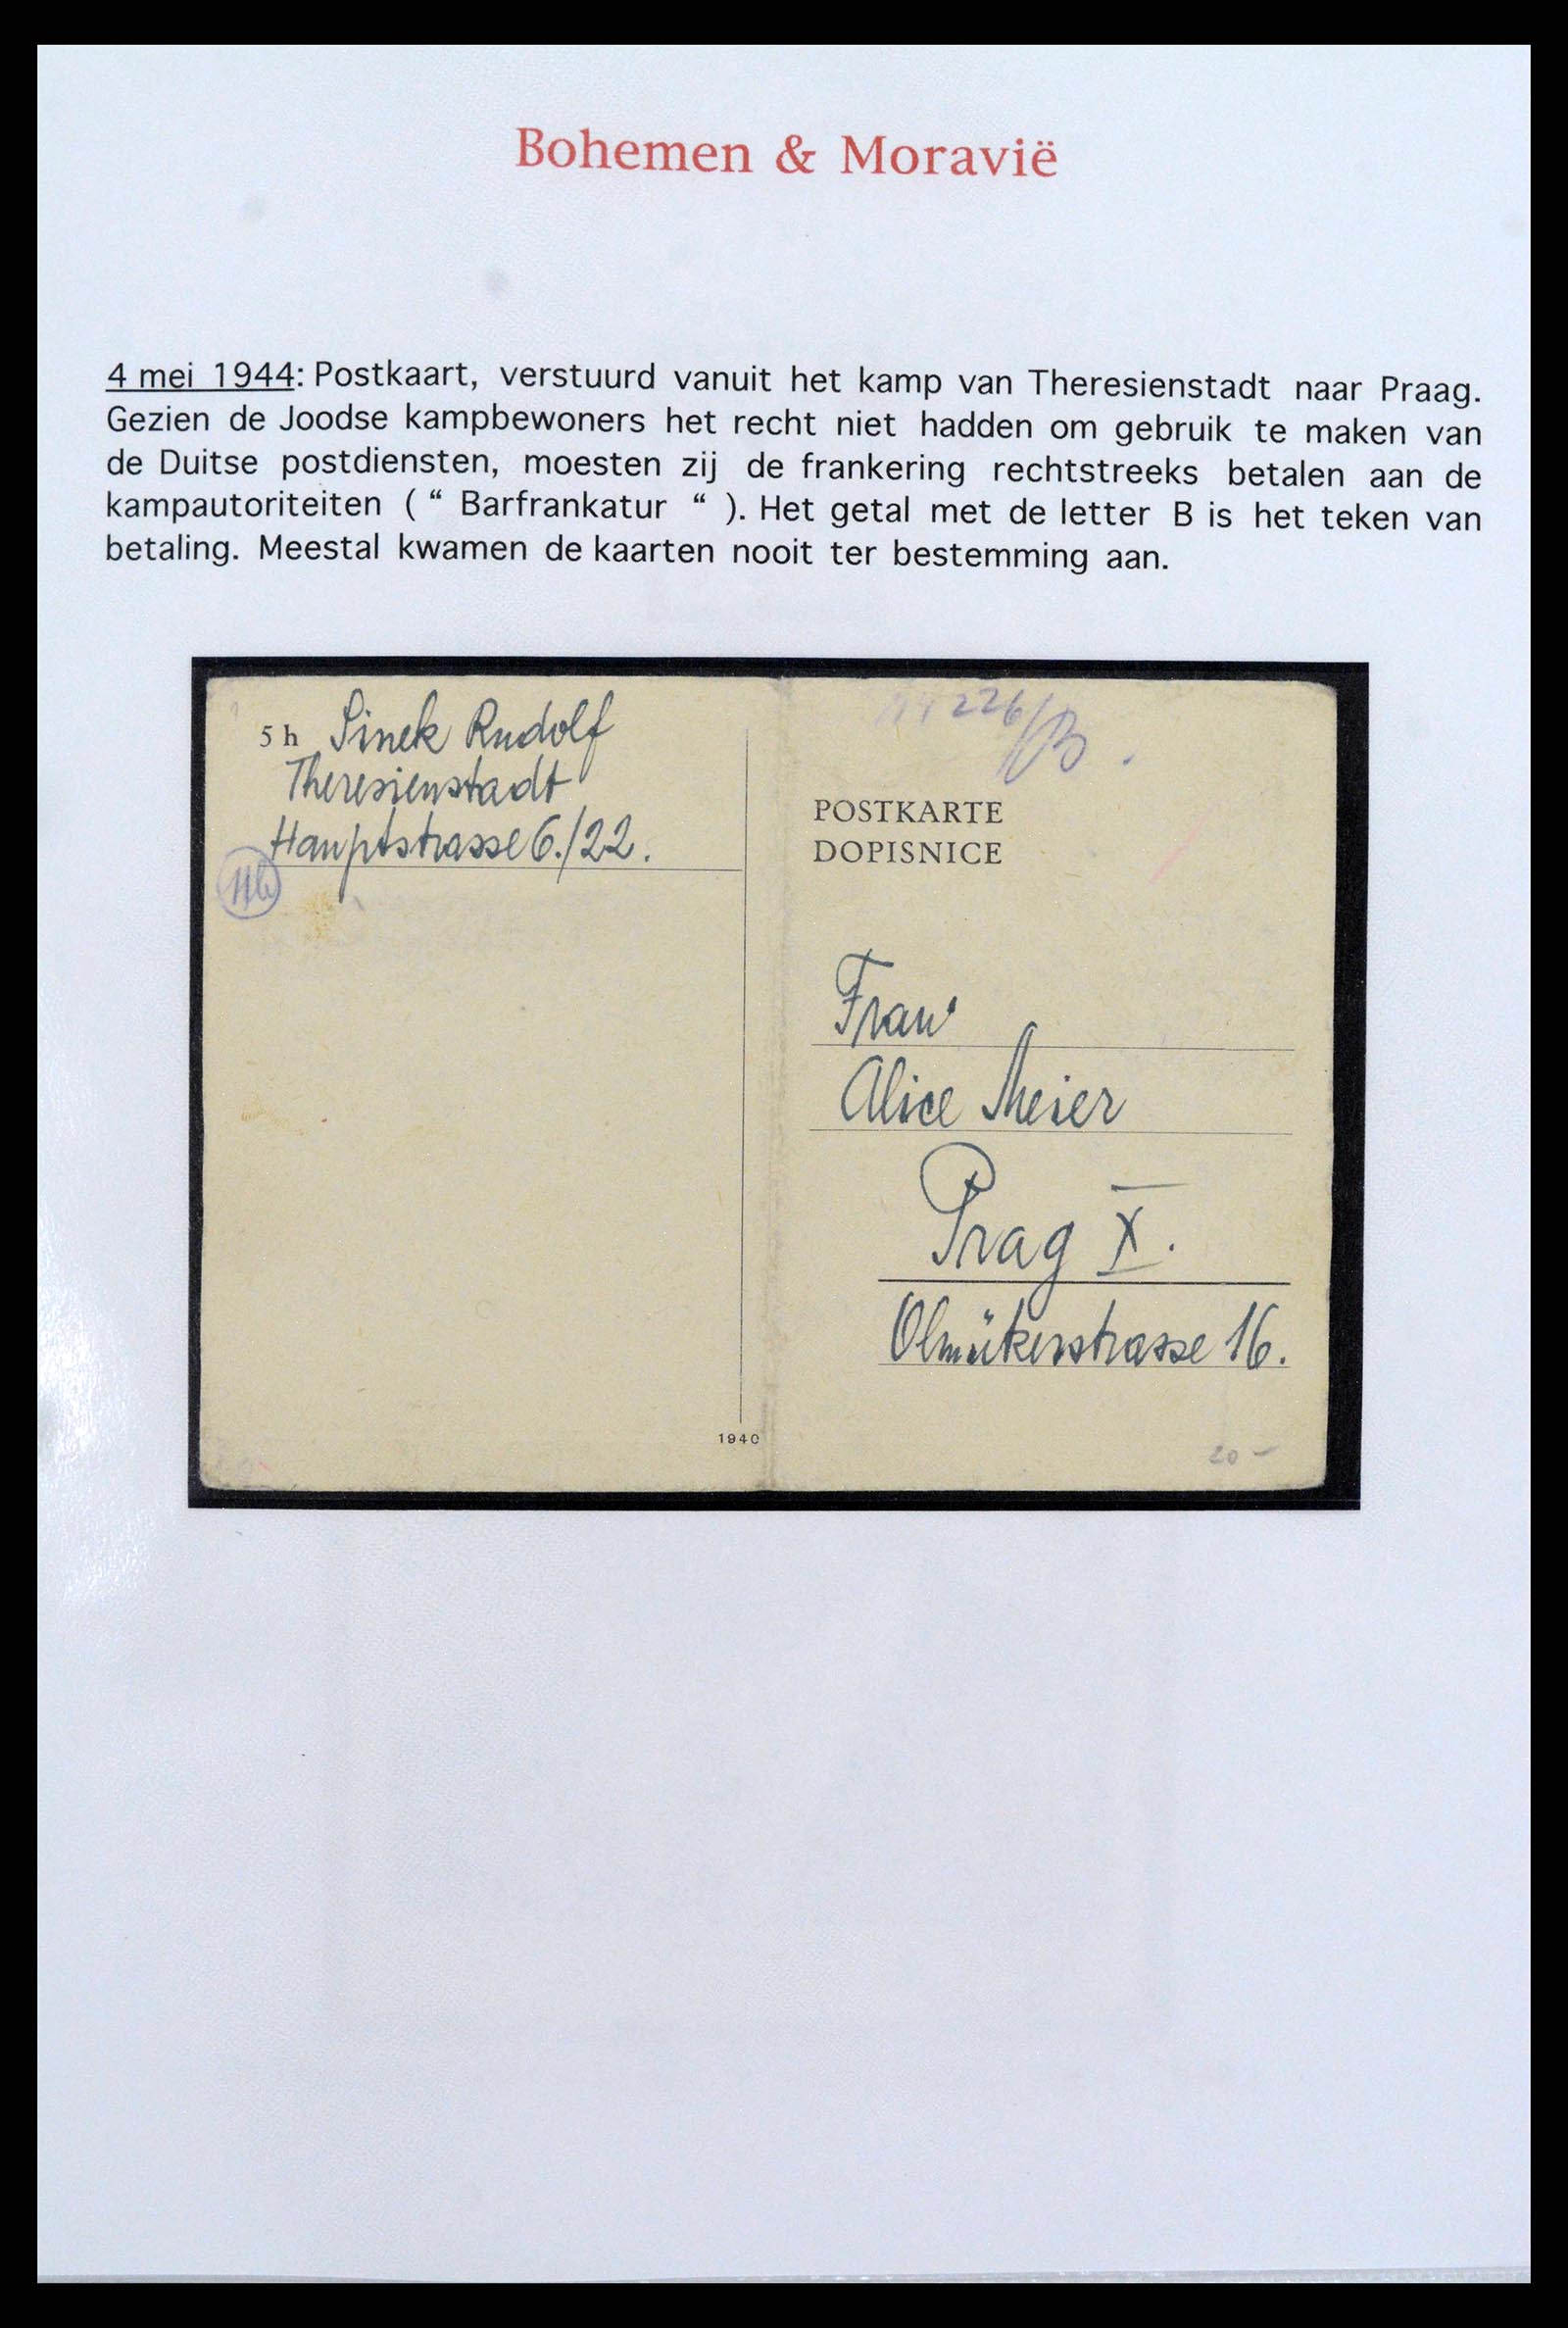 Bohemen & Moravië
4 mei 1944: Postkaart, verstuurd vanuit het kamp van Theresienstadt naar Praag.
Gezien de Joodse kampbewoners het recht niet hadden om gebruik te maken van
de Duitse postdiensten, moesten zij de frankering rechtstreeks betalen aan de
kampautoriteiten ( “ Barfrankatur “ ). Het getal met de letter B is het teken van
betaling. Meestal kwamen de kaarten nooit ter bestemming aan.
5 h Sinek Rudolf
Theresienstadt
Hauptstrasse 6./22.
226/B.
POSTKARTE
DOPISNICE
Frau
Alice Meier
Prag X.
Olmützerstrasse 16.
1940
20 –